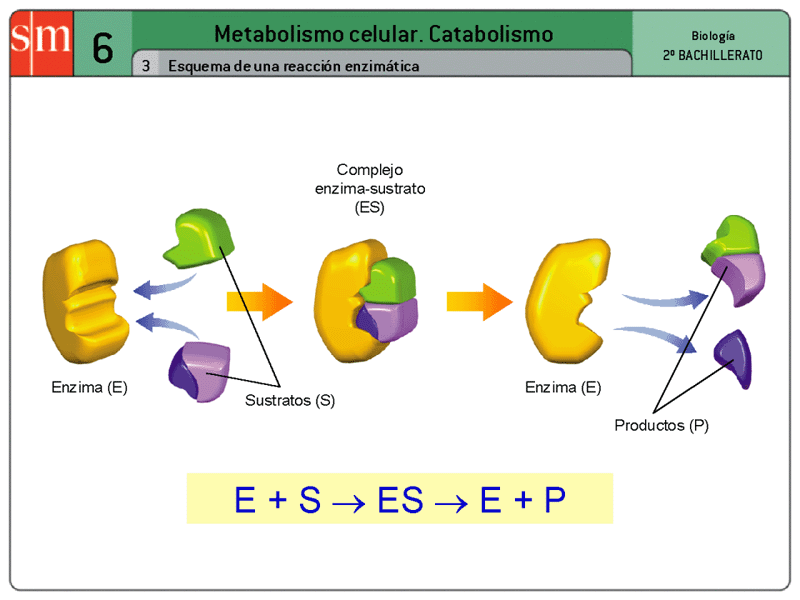 sm
6
Metabolismo celular. Catabolismo
3 Esquema de una reacción enzimática
Biología
2º BACHILLERATO
Complejo
enzima-sustrato
(ES)
Enzima (E)
Sustratos (S)
Enzima (E)
Productos (P)
E + S → ES → E + P